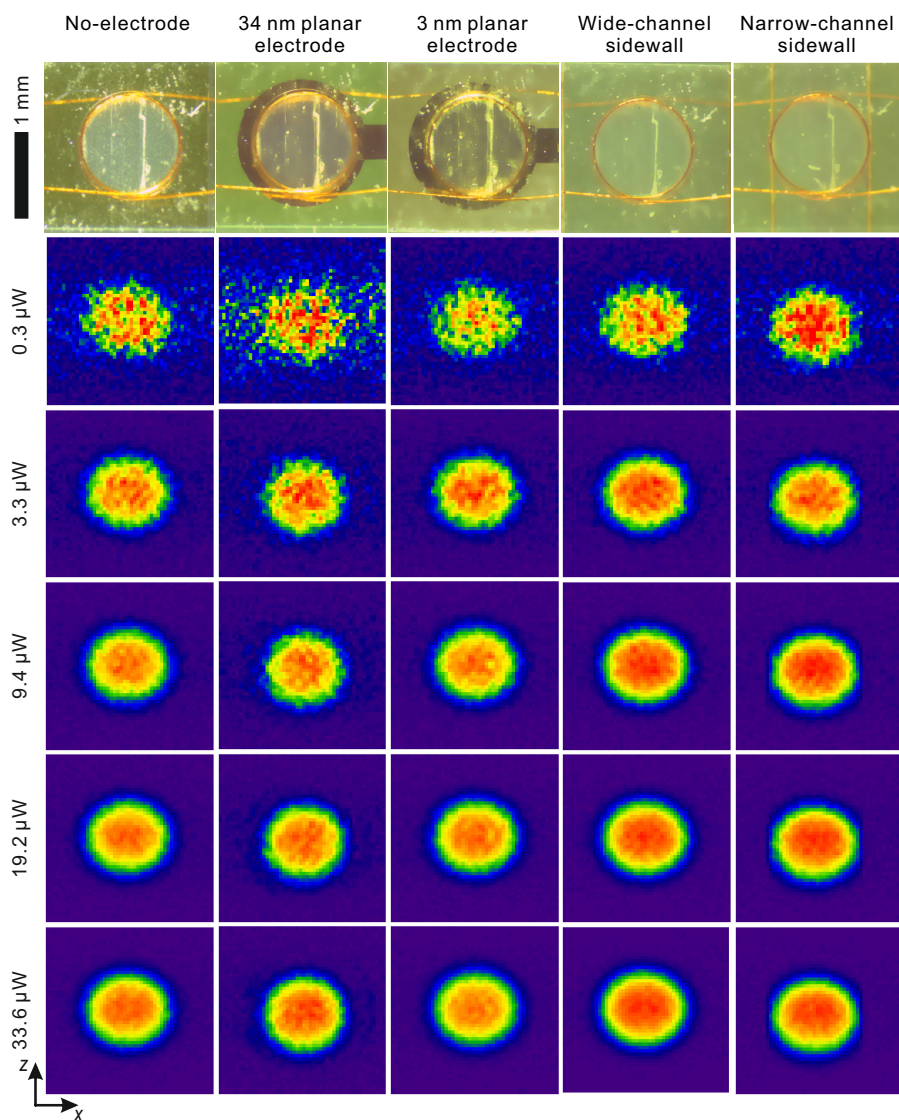 No-electrode
34 nm planar
electrode
3 nm planar
electrode
Wide-channel
sidewall
Narrow-channel
sidewall
1 mm
0.3 µW
3.3 µW
9.4 µW
19.2 µW
33.6 µW
z
x